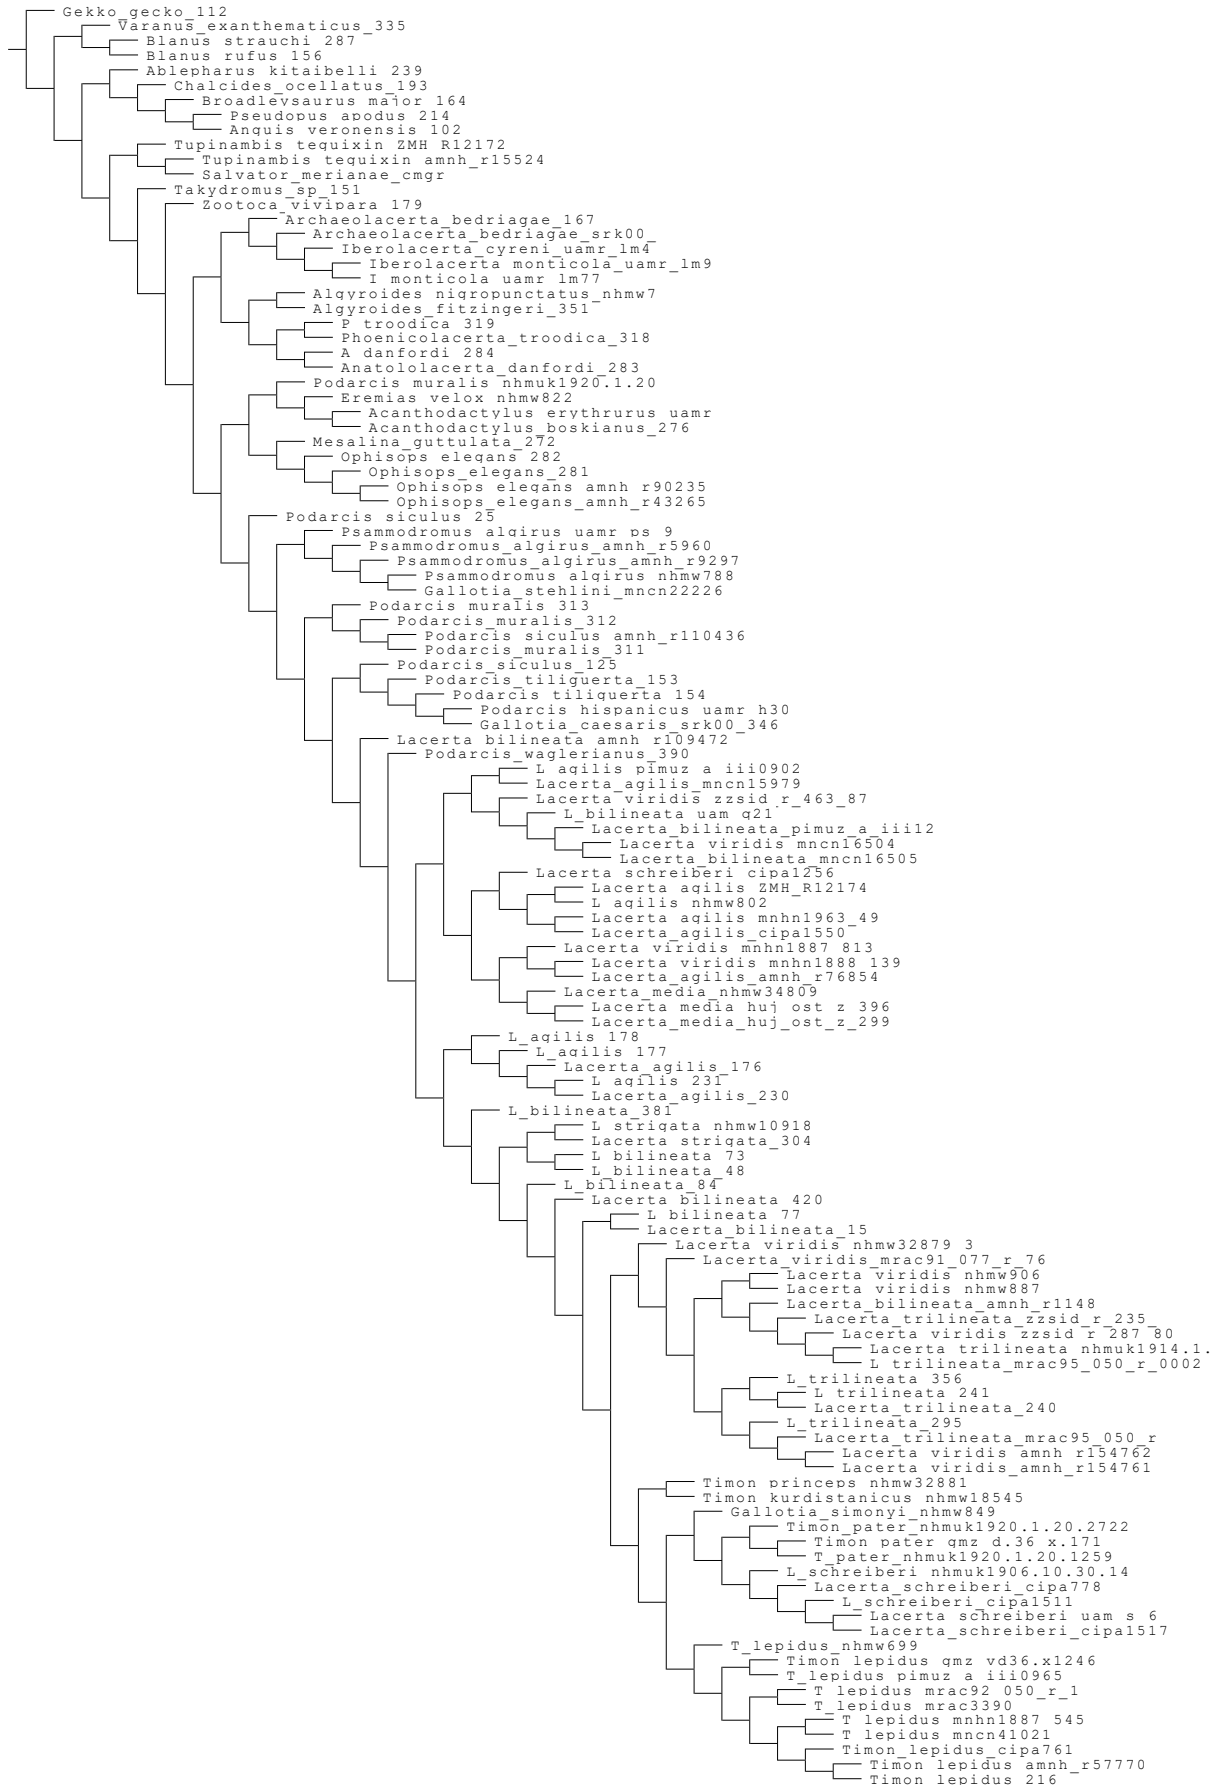 Gekko_gecko_112
Varanus_exanthematicus_335
Blanus_strauchi_287
Blanus_rufus_156
Ablepharus_kitaibelli_239
Chalcides_ocellatus_193
Broadleysaurus_major_164
Pseudopus_apodus_214
Anguis_veronensis_102
Tupinambis_teguixin_ZMH_R12172
Tupinambis_teguixin_amnh_r15524
Salvator_merianae_cmgr
Takydromus_sp_151
Zootoca_vivipara_179
Archaeolacerta_bedriagae_167
Archaeolacerta_bedriagae_srk00_
Iberolacerta_cyreni_uamr_lm4
Iberolacerta_monticola_uamr_lm9
I_monticola_uamr_lm77
Algyroides_nigropunctatus_nhmw7
Algyroides_fitzingeri_351
P_troodica_319
Phoenicolacerta_troodica_318
A_danfordi_284
Anatololacerta_danfordi_283
Podarcis_muralis_nhmuk1920.1.20
Eremias_velox_nhmw822
Acanthodactylus_erythrurus_uamr
Acanthodactylus_boskianus_276
Mesalina_guttulata_272
Ophisops_elegans_282
Ophisops_elegans_281
Ophisops_elegans_amnh_r90235
Ophisops_elegans_amnh_r43265
Podarcis_siculus_25
Psammodromus_algirus_uamr_ps_9
Psammodromus_algirus_amnh_r5960
Psammodromus_algirus_amnh_r9297
Psammodromus_algirus_nhmw788
Gallotia_stehlini_mncn22226
Podarcis_muralis_313
Podarcis_muralis_312
Podarcis_siculus_amnh_r110436
Podarcis_muralis_311
Podarcis_siculus_125
Podarcis_tiliguerta_153
Podarcis_tiliguerta_154
Podarcis_hispanicus_uamr_h30
Gallotia_caesaris_srk00_346
Lacerta_bilineata_amnh_r109472
Podarcis_waglerianus_390
L_agilis_pimuz_a_iii0902
Lacerta_agilis_mncn15979
Lacerta_viridis_zzsid_r_463_87
L_bilineata_uam_g21
Lacerta_bilineata_pimuz_a_iii12
Lacerta_viridis_mncn16504
Lacerta_bilineata_mncn16505
Lacerta_schreiberi_cipa1256
Lacerta_agilis_ZMH_R12174
L_agilis_nhmw802
Lacerta_agilis_mnhn1963_49
Lacerta_agilis_cipa1550
Lacerta_viridis_mnhn1887_813
Lacerta_viridis_mnhn1888_139
Lacerta_agilis_amnh_r76854
Lacerta_media_nhmw34809
Lacerta_media_huj_ost_z_396
Lacerta_media_huj_ost_z_299
L_agilis_178
L_agilis_177
Lacerta_agilis_176
L_agilis_231
Lacerta_agilis_230
L_bilineata_381
L_strigata_nhmw10918
Lacerta_strigata_304
L_bilineata_73
L_bilineata_48
L_bilineata_84
Lacerta_bilineata_420
L_bilineata_77
Lacerta_bilineata_15
Lacerta_viridis_nhmw32879_3
Lacerta_viridis_mrac91_077_r_76
Lacerta_viridis_nhmw906
Lacerta_viridis_nhmw887
Lacerta_bilineata_amnh_r1148
Lacerta_trilineata_zzsid_r_235_
Lacerta_viridis_zzsid_r_287_80
Lacerta_trilineata_nhmuk1914.1.
L_trilineata_mrac95_050_r_0002
L_trilineata_356
L_trilineata_241
Lacerta_trilineata_240
L_trilineata_295
Lacerta_trilineata_mrac95_050_r
Lacerta_viridis_amnh_r154762
Lacerta_viridis_amnh_r154761
Timon_princeps_nhmw32881
Timon_kurdistanicus_nhmw18545
Gallotia_simonyi_nhmw849
Timon_pater_nhmuk1920.1.20.2722
Timon_pater_gmz_d.36_x.171
T_pater_nhmuk1920.1.20.1259
L_schreiberi_nhmuk1906.10.30.14
Lacerta_schreiberi_cipa778
L_schreiberi_cipa1511
Lacerta_schreiberi_uam_s_6
Lacerta_schreiberi_cipa1517
T_lepidus_nhmw699
Timon_lepidus_gmz_vd36.x1246
T_lepidus_pimuz_a_iii0965
T_lepidus_mrac92_050_r_1
T_lepidus_mrac3390
T_lepidus_mnhn1887_545
T_lepidus_mncn41021
Timon_lepidus_cipa761
Timon_lepidus_amnh_r57770
Timon_lepidus_216